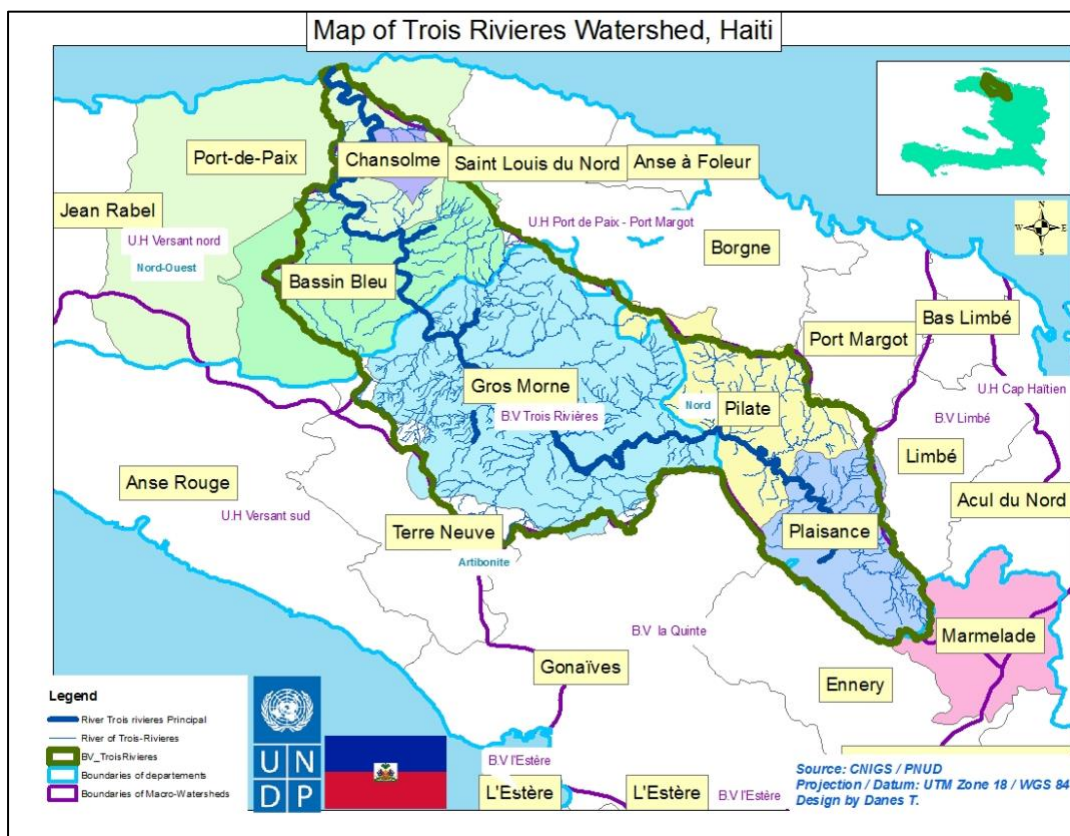 Map of Trois Rivieres Watershed, Haiti
Port-de-Paix
Chansolme
Saint Louis du Nord
Anse à Foleur
Jean Rabel
U.H Port de Paix - Port Margot
U.H Versant nord
Nord-Ouest
Borgne
W
N
E
S
Bassin Bleu
Bas Limbé
Port Margot
Gros Morne
U.H Cap Haïtien
B.V Trois Rivières
Nord
Pilate
B.V Limbé
Limbé
Anse Rouge
Acul du Nord
U.H Versant sud
Terre Neuve
Plaisance
Artibonite
B.V la Quinte
Marmelade
Gonaïves
Ennery
Legend
River Trois rivieres Principal
River of Trois-Rivieres
BV_TroisRivieres
Boundaries of departements
Boundaries of Macro-Watersheds
U N
D P
B.V l'Estère
L'Estère
L'Estère
B.V l'Estère
Source: CNIGS / PNUD
Projection / Datum: UTM Zone 18 / WGS 84
Design by Danes T.